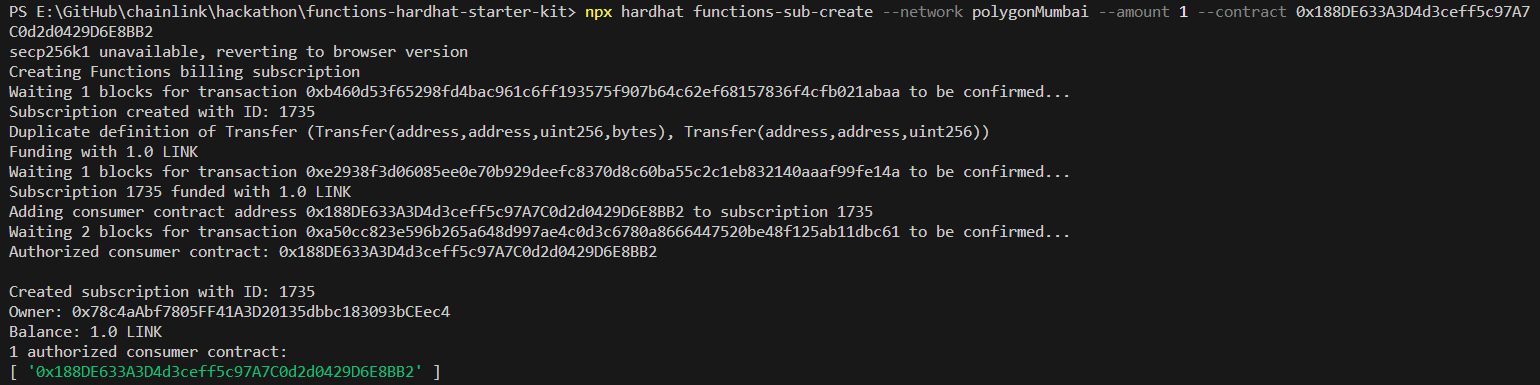 PS E:\GitHub\chainlink\hackathon\functions-hardhat-starter-kit> npx hardhat functions-sub-create --network polygonMumbai --amount 1 --contract 0x188DE633A3D4d3ceff5c97A7
C0d2d0429D6E8BB2
secp256k1 unavailable, reverting to browser version
Creating Functions billing subscription
Waiting 1 blocks for transaction 0xb460d53f65298fd4bac961c6ff193575f907b64c62ef68157836f4cfb021abaa to be confirmed...
Subscription created with ID: 1735
Duplicate definition of Transfer (Transfer(address,address,uint256,bytes), Transfer(address,address,uint256))
Funding with 1.0 LINK
Waiting 1 blocks for transaction 0xe2938f3d06085ee0e70b929deefc8370d8c60ba55c2c1eb832140aaaf99fe14a to be confirmed...
Subscription 1735 funded with 1.0 LINK
Adding consumer contract address 0x188DE633A3D4d3ceff5c97A7C0d2d0429D6E8BB2 to subscription 1735
Waiting 2 blocks for transaction 0xa50cc823e596b265a648d997ae4c0d3c6780a8666447520be48f125ab11dbc61 to be confirmed...
Authorized consumer contract: 0x188DE633A3D4d3ceff5c97A7C0d2d0429D6E8BB2
Created subscription with ID: 1735
Owner: 0x78c4aAbf7805FF41A3D20135dbbc183093bCEec4
Balance: 1.0 LINK
1 authorized consumer contract:
[ '0x188DE633A3D4d3ceff5c97A7C0d2d0429D6E8BB2' ]